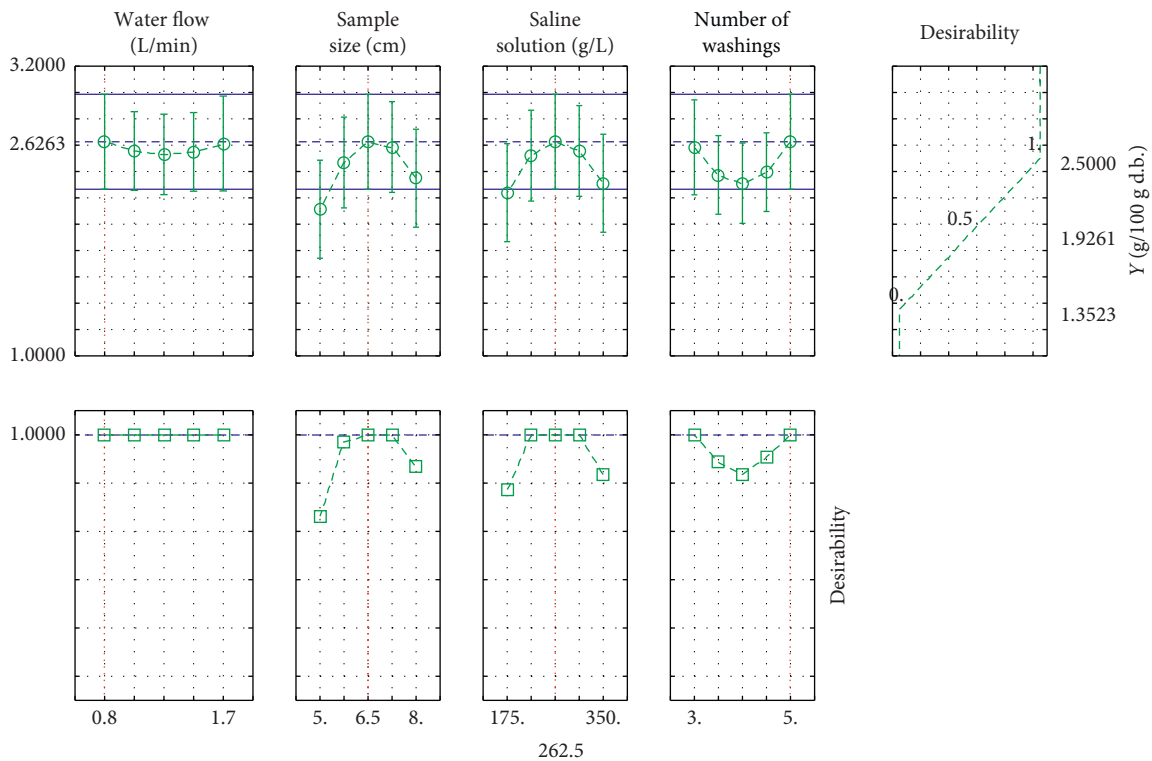 Water flow
(L/min)
Sample
size (cm)
Saline
solution (g/L)
Number of
washings
Desirability
3.2000
2.6263
1.0000
1.
0.5
0.
2.5000
1.9261
1.3523
Y (g/100 g d.b.)
1.0000
Desirability
0.8
1.7
5.
6.5
8.
175.
350.
3.
5.
262.5